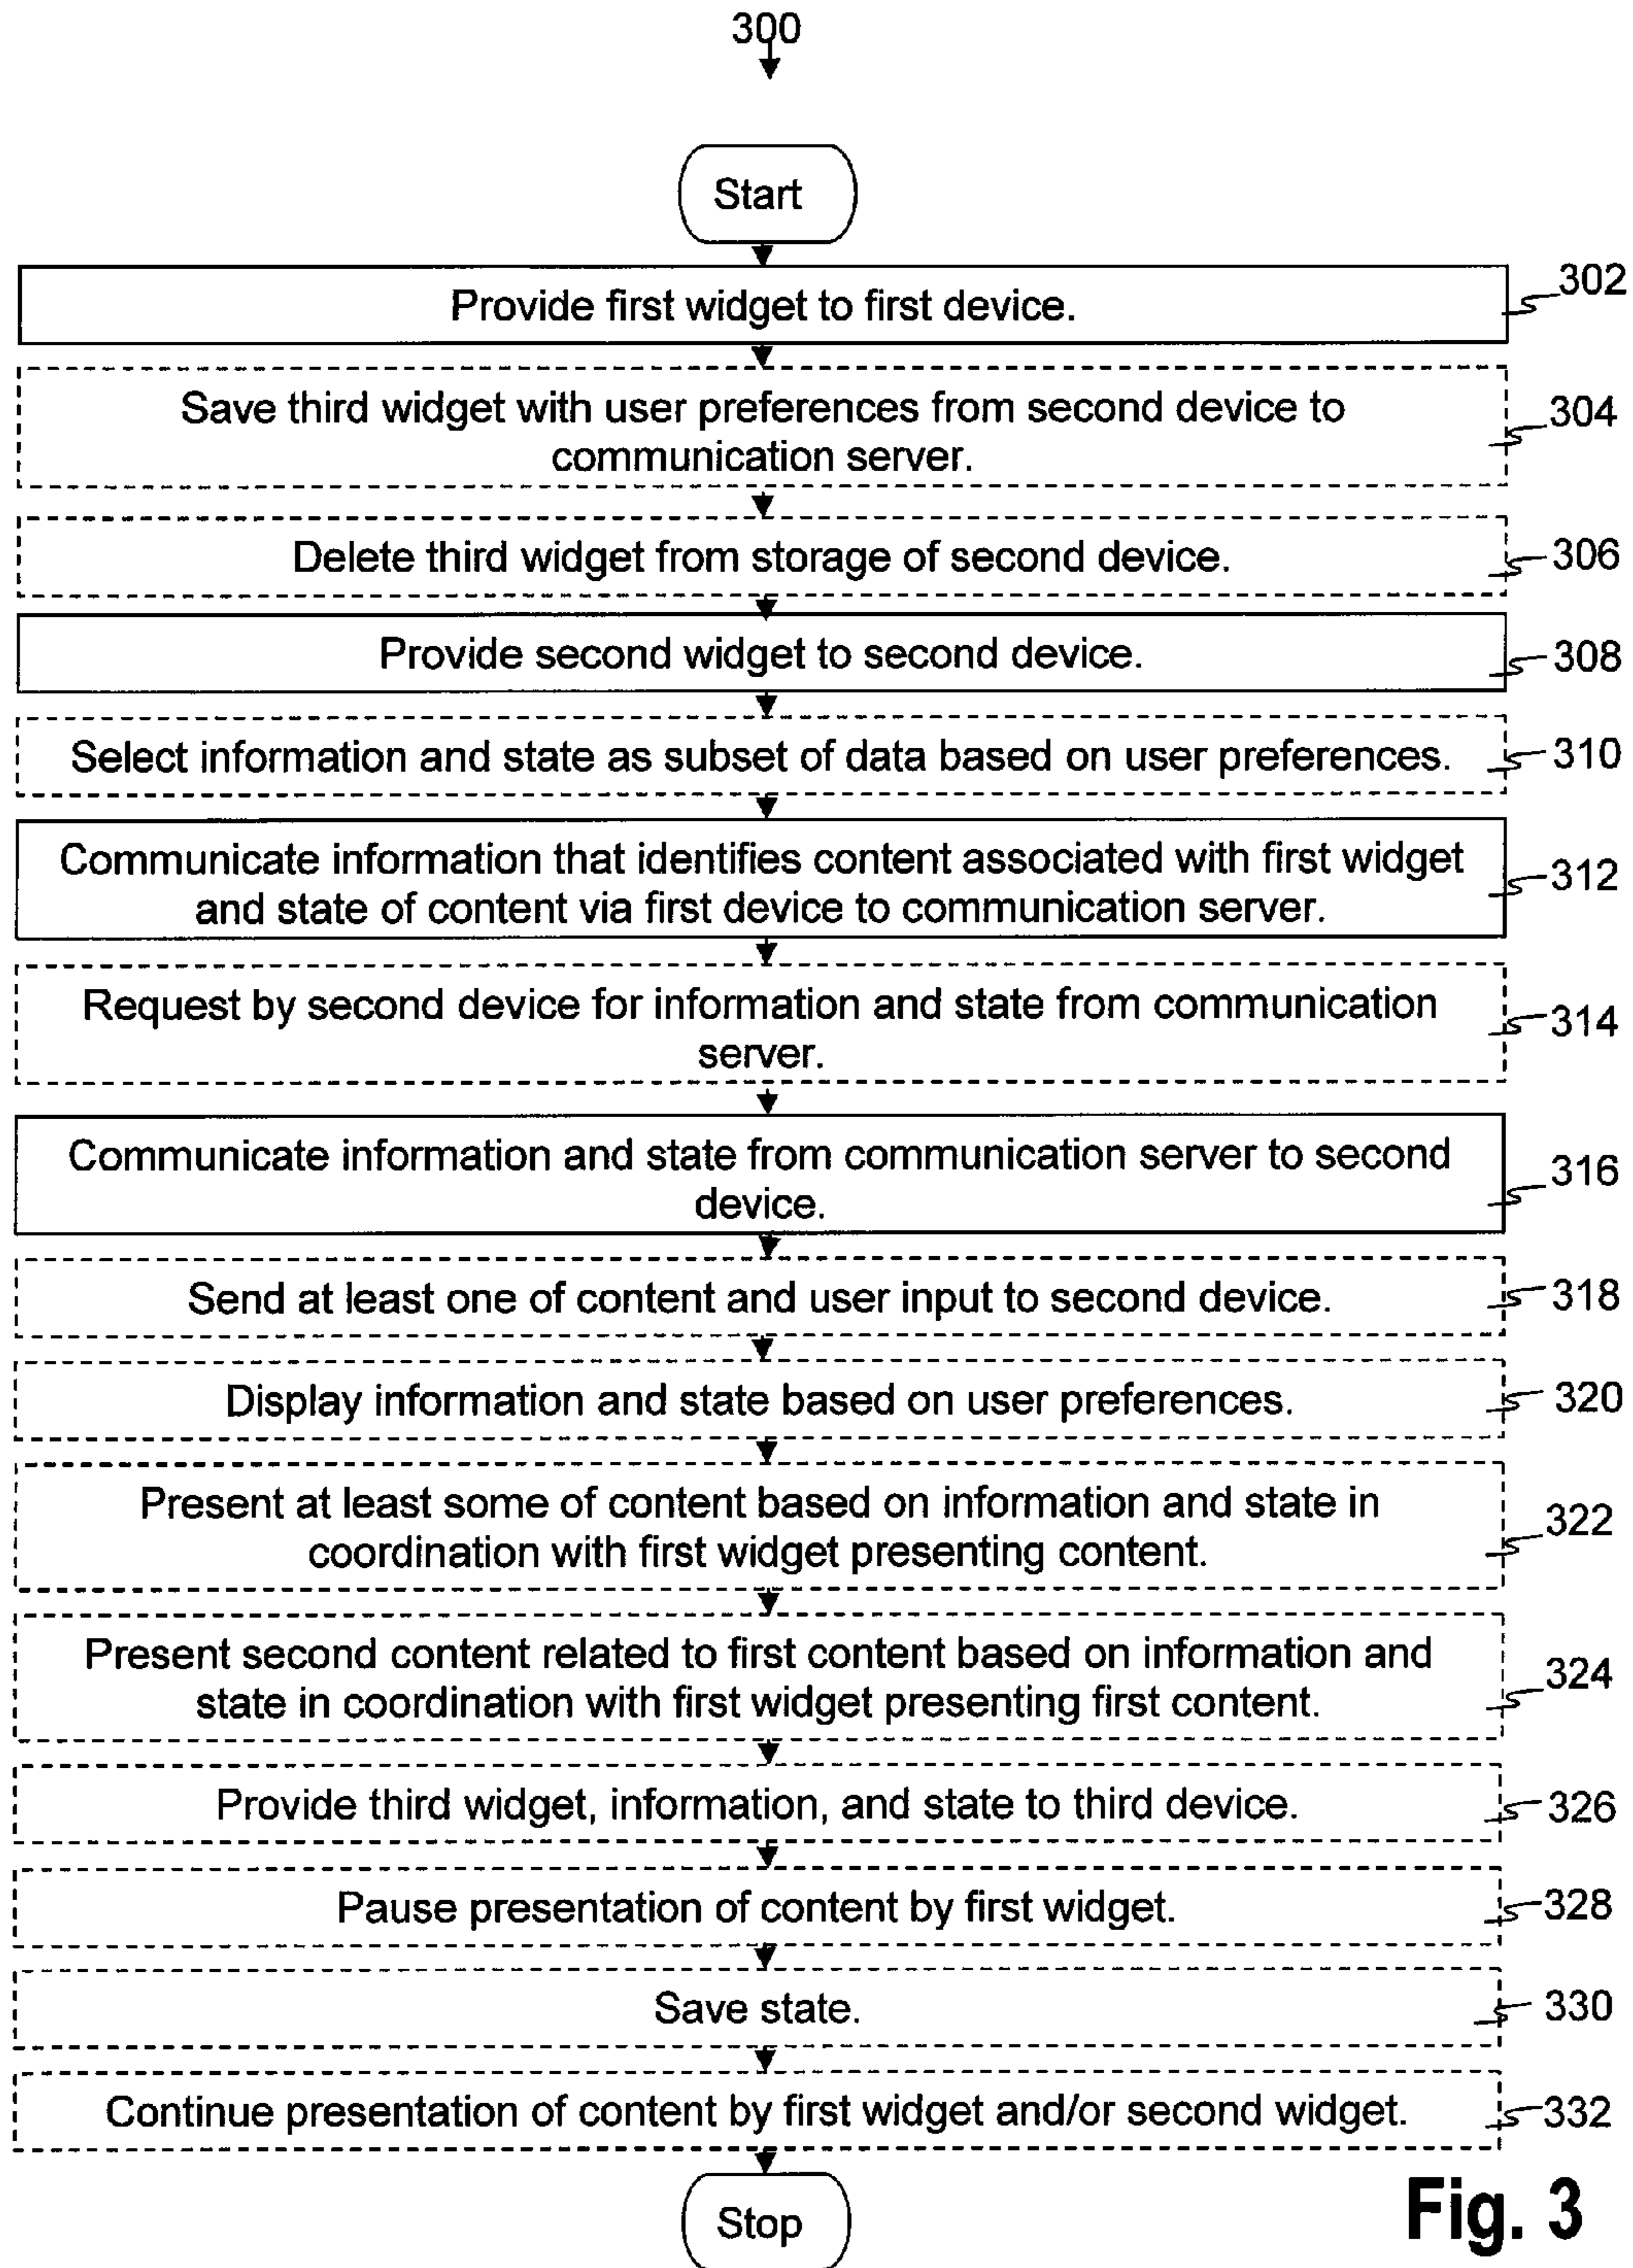 300
Start
Provide first widget to first device.
302
Save third widget with user preferences from second device to
communication server.
304
Delete third widget from storage of second device.
306
Provide second widget to second device.
308
Select information and state as subset of data based on user preferences.
310
Communicate information that identifies content associated with first widget
and state of content via first device to communication server.
312
Request by second device for information and state from communication
server.
314
Communicate information and state from communication server to second
device.
316
Send at least one of content and user input to second device.
318
Display information and state based on user preferences.
320
Present at least some of content based on information and state in
coordination with first widget presenting content.
322
Present second content related to first content based on information and
state in coordination with first widget presenting first content.
324
Provide third widget, information, and state to third device.
326
Pause presentation of content by first widget.
328
Save state.
330
Continue presentation of content by first widget and/or second widget.
332
Stop
Fig. 3